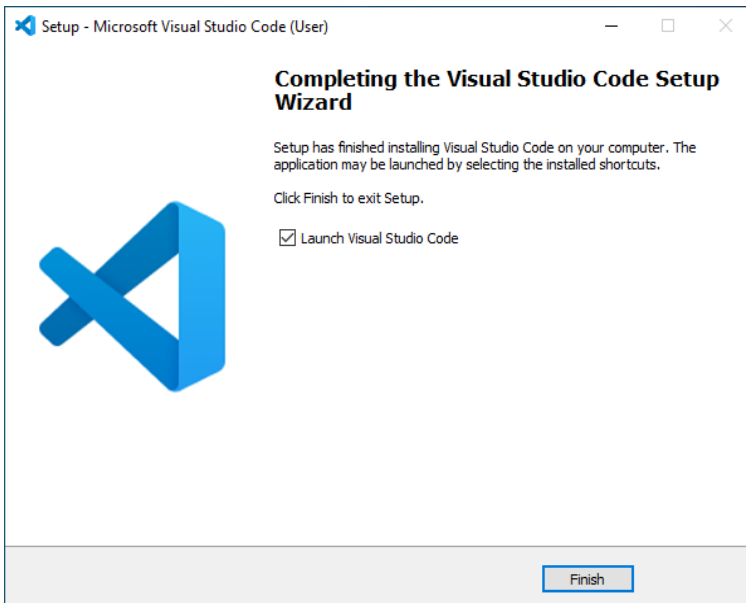 Setup - Microsoft Visual Studio Code (User)
Completing the Visual Studio Code Setup
Wizard
Setup has finished installing Visual Studio Code on your computer. The
application may be launched by selecting the installed shortcuts.
Click Finish to exit Setup.
Launch Visual Studio Code
Finish